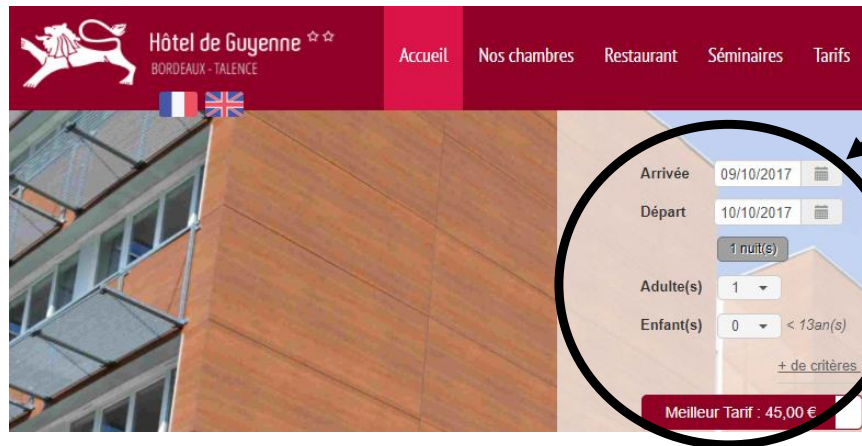 Hôtel de Guyenne ☆☆
BORDEAUX - TALENCE
Accueil Nos chambres Restaurant Séminaires Tarifs
Arrivée 09/10/2017
Départ 10/10/2017
1 nuit(s)
Adulte(s) 1
Enfant(s) 0 < 13an(s)
+ de critères
Meilleur Tarif : 45,00 €